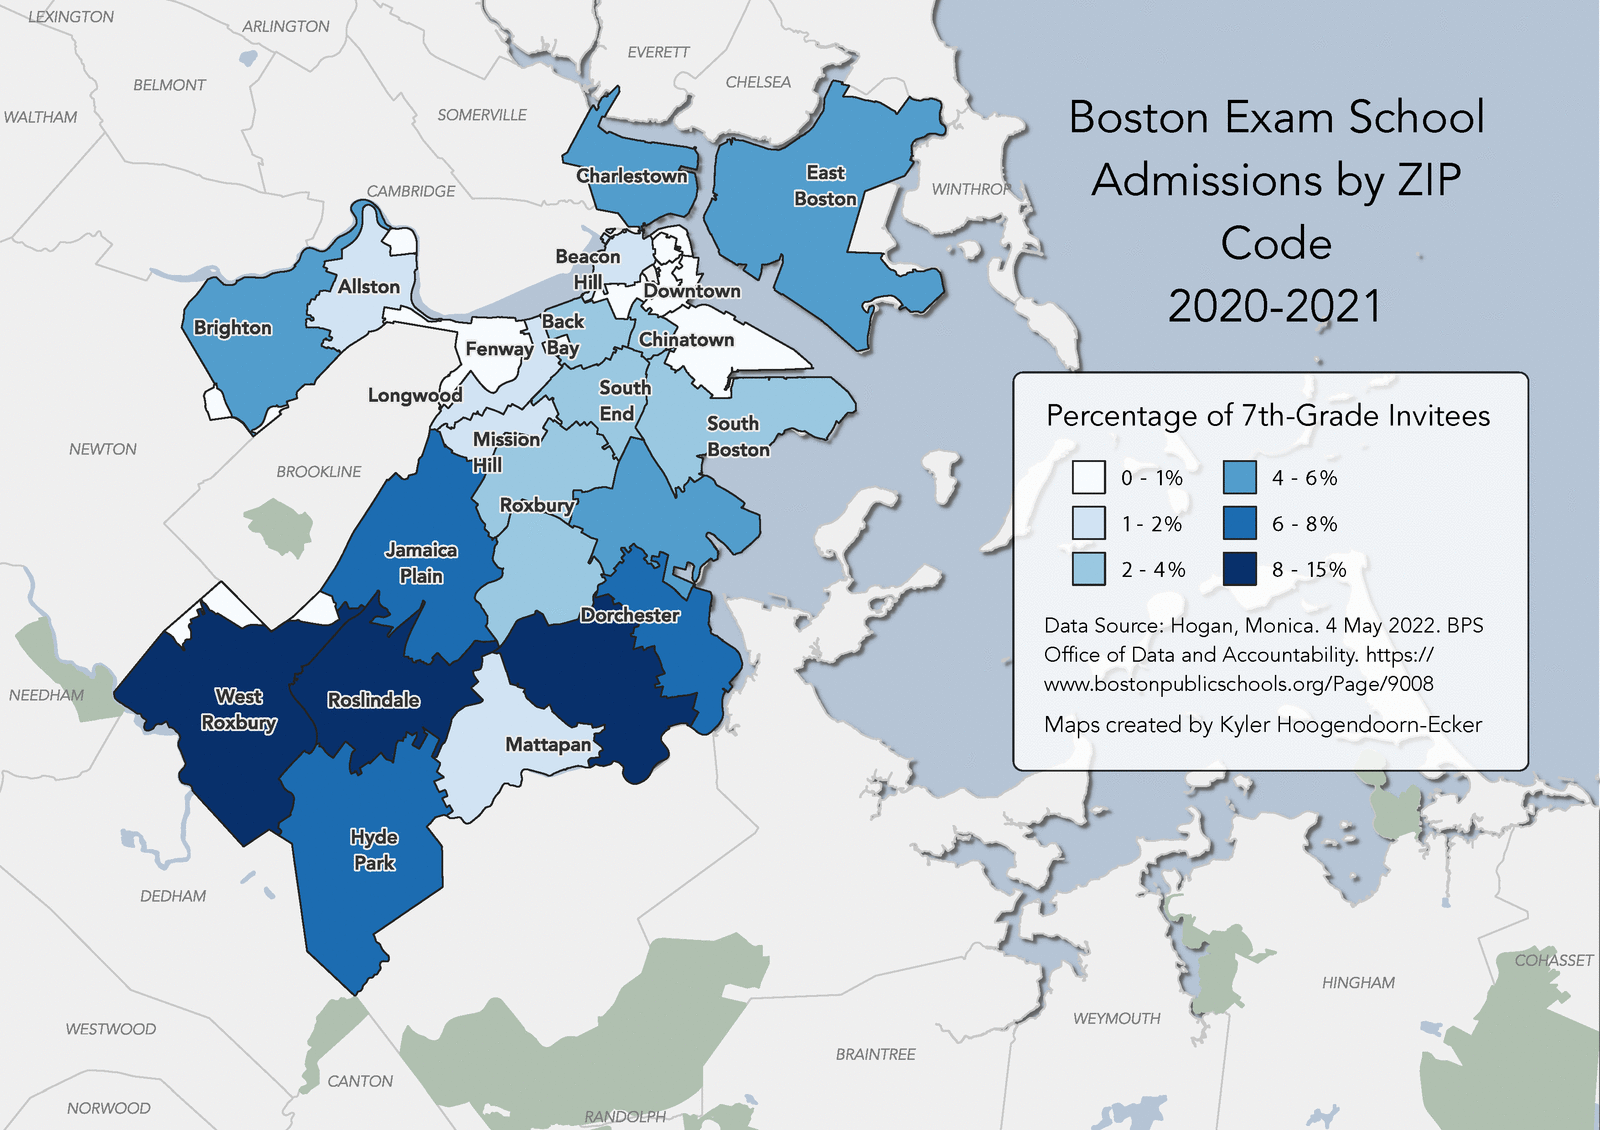 LEXINGTON
ARLINGTON
EVERETT
BELMONT
CHELSEA
WALTHAM
SOMERVILLE
Boston Exam School
Admissions by ZIP
Code
2020-2021
Charlestown
East
Boston
CAMBRIDGE
WINTHROP
Beacon
Hill
Allston
Downtown
Brighton
Back
Bay
Chinatown
Fenway
Longwood
South
End
South
Boston
Mission
Hill
NEWTON
BROOKLINE
Roxbury
Jamaica
Plain
Dorchester
NEEDHAM
West
Roxbury
Roslindale
Mattapan
Hyde
Park
DEDHAM
Percentage of 7th-Grade Invitees
0 - 1%
4 - 6%
1 - 2%
6 - 8%
2 - 4%
8 - 15%
Data Source: Hogan, Monica. 4 May 2022. BPS
Office of Data and Accountability. https://
www.bostonpublicschools.org/Page/9008
Maps created by Kyler Hoogendoorn-Ecker
COHASSET
HINGHAM
WEYMOUTH
WESTWOOD
BRAINTREE
CANTON
NORWOOD
RANDOLPH